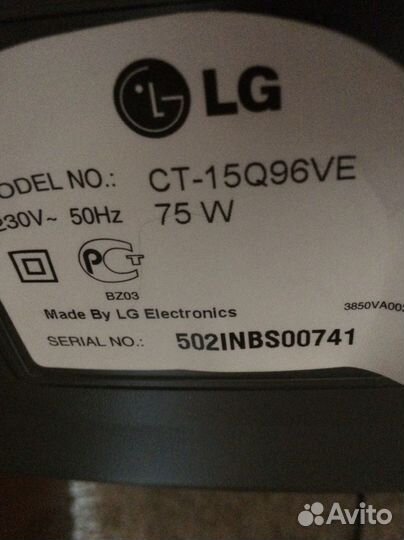 LG
ODEL NO.: CT-15Q96VE
230V~ 50Hz 75 W
PCT
BZ03
Made By LG Electronics
3850VA00
SERIAL NO.: 502INBS00741
Avito